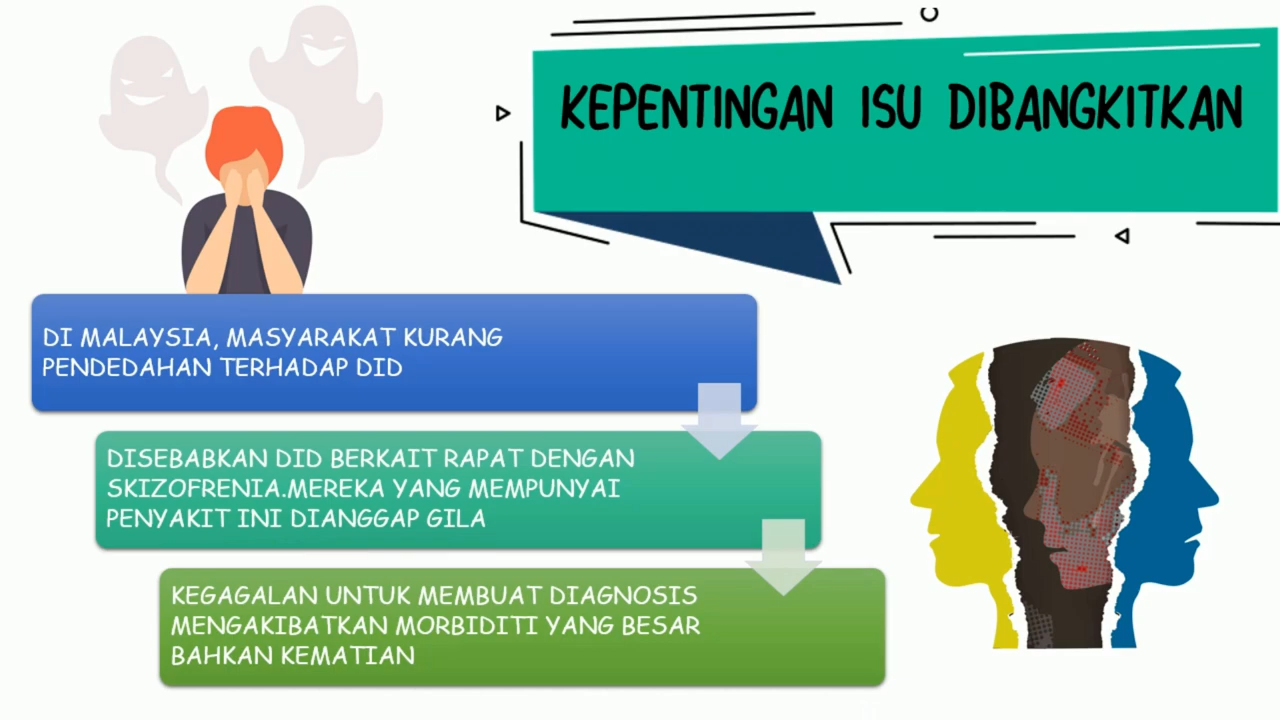 KEPENTINGAN ISU DIBANGKITKAN
DI MALAYSIA, MASYARAKAT KURANG
PENDEDAHAN TERHADAP DID
DISEBABKAN DID BERKAIT RAPAT DENGAN
SKIZOFRENIA.MEREKA YANG MEMPUNYAI
PENYAKIT INI DIANGGAP GILA
KEGAGALAN UNTUK MEMBUAT DIAGNOSIS
MENGAKIBATKAN MORBIDITI YANG BESAR
BAHKAN KEMATIAN